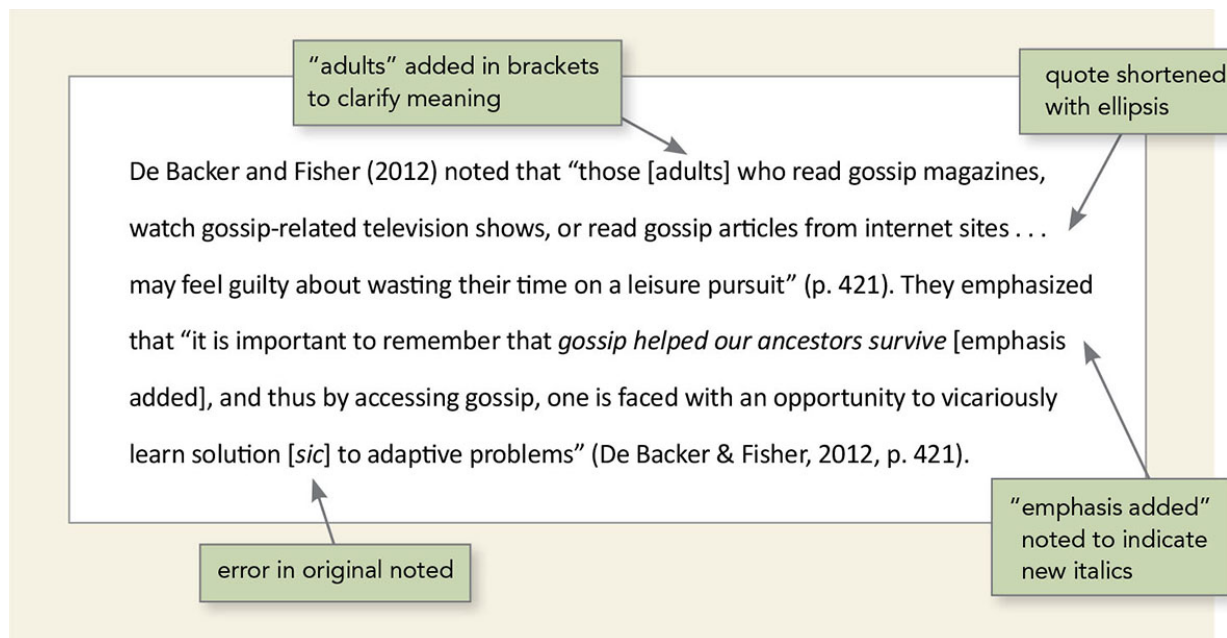 “adults” added in brackets
to clarify meaning
quote shortened
with ellipsis
De Backer and Fisher (2012) noted that “those [adults] who read gossip magazines,
watch gossip-related television shows, or read gossip articles from internet sites . . .
may feel guilty about wasting their time on a leisure pursuit” (p. 421). They emphasized
that “it is important to remember that gossip helped our ancestors survive [emphasis
added], and thus by accessing gossip, one is faced with an opportunity to vicariously
learn solution [sic] to adaptive problems” (De Backer & Fisher, 2012, p. 421).
“emphasis added”
noted to indicate
new italics
error in original noted